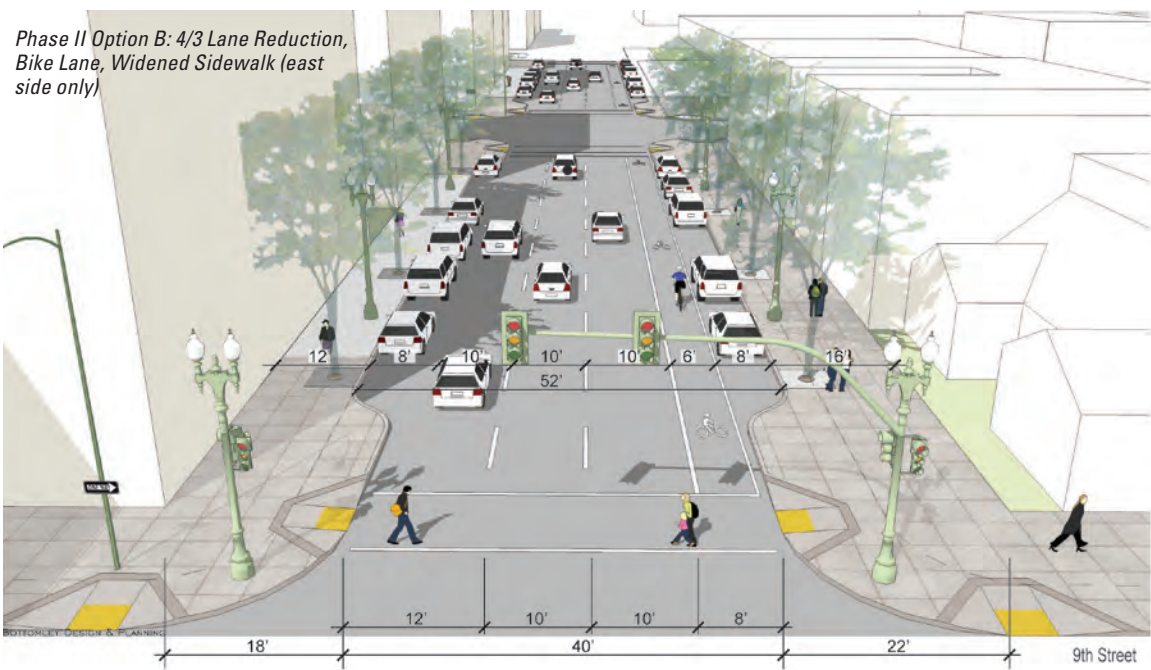 Phase II Option B: 4/3 Lane Reduction,
Bike Lane, Widened Sidewalk (east
side only)
12' 8' 10' 10' 10' 6' 8' 16'
52'
12' 10' 10' 8'
BOTTOMLEY DESIGN & PLANNING
18' 40' 22'
9th Street